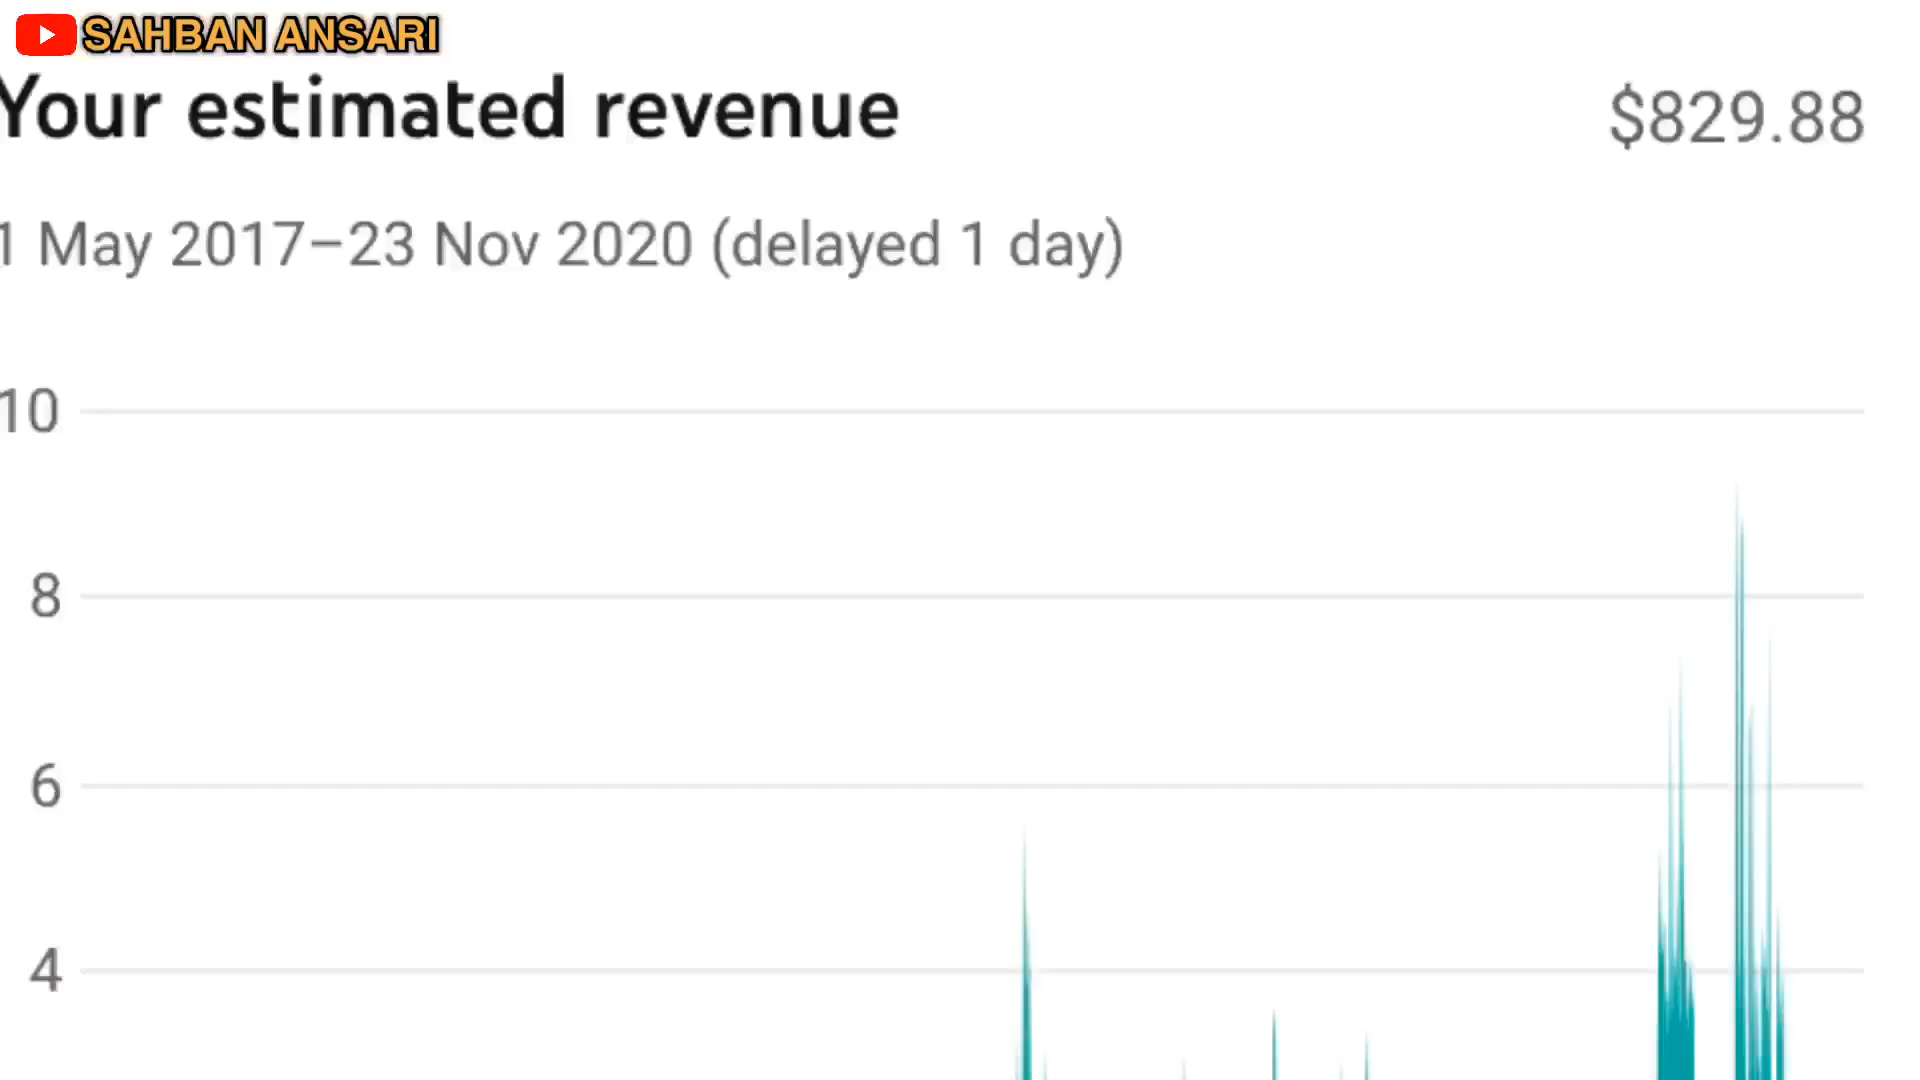 SAHBAN ANSARI
Your estimated revenue
$829.88
1 May 2017–23 Nov 2020 (delayed 1 day)
10
8
6
4